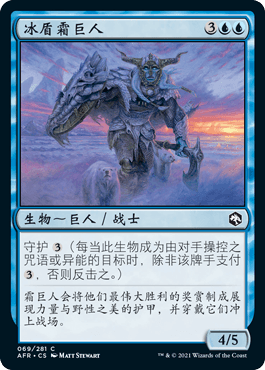 冰盾霜巨人 3
生物～巨人／战士
守护 3（每当此生物成为由对手操控之
咒语或异能的目标时，除非该牌手支付
3，否则反击之。）
霜巨人会将他们最伟大胜利的奖赏制成展
现力量与野性之美的护甲，并穿戴它们冲
上战场。
4/5
069/281 C
AFR • CS MATT STEWART
™ & © 2021 Wizards of the Coast